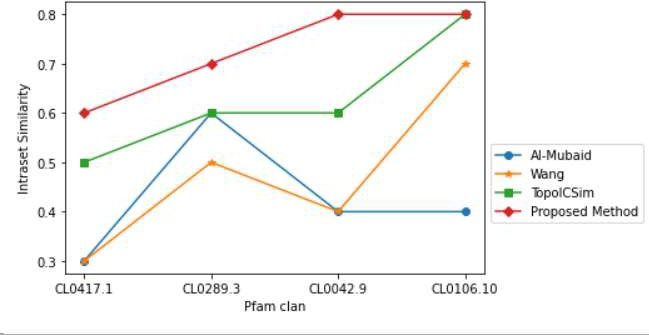 0.8
0.7
0.6
0.5
0.4
0.3
Intraset Similarity
CL0417.1
CL0289.3
CL0042.9
CL0106.10
Pfam clan
Al-Mubaid
Wang
TopolCSim
Proposed Method